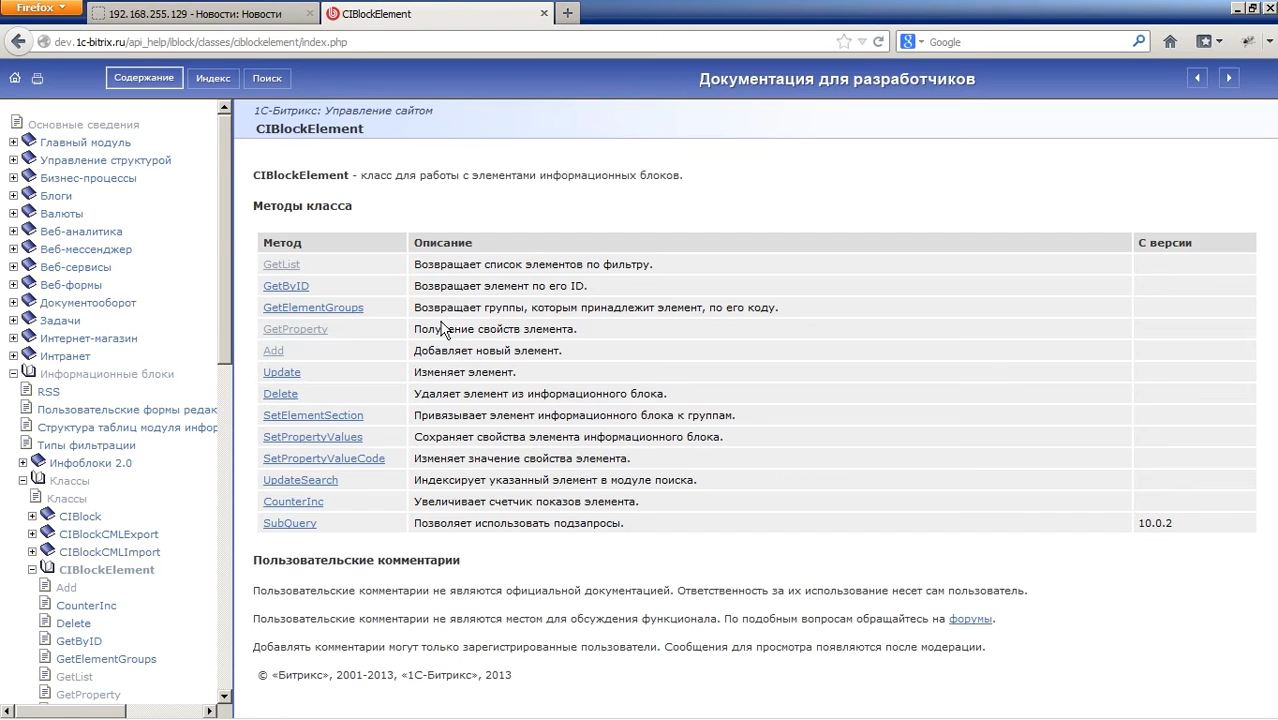 Firefox
192.168.255.129 - Новости: Новости
CIBlockElement
dev.1c-bitrix.ru/api_help/iblock/classes/ciblockelement/index.php
Google
Содержание
Индекс
Поиск
Документация для разработчиков
Основные сведения
Главный модуль
Управление структурой
Бизнес-процессы
Блоги
Валюты
Веб-аналитика
Веб-мессенджер
Веб-сервисы
Веб-формы
Документооборот
Задачи
Интернет-магазин
Интранет
Информационные блоки
RSS
Пользовательские формы редак
Структура таблиц модуля инфор
Типы фильтрации
Инфоблоки 2.0
Классы
Классы
CIBlock
CIBlockCMLExport
CIBlockCMLImport
CIBlockElement
Add
CounterInc
Delete
GetByID
GetElementGroups
GetList
GetProperty
1С-Битрикс: Управление сайтом
CIBlockElement
CIBlockElement - класс для работы с элементами информационных блоков.
Методы класса
Метод Описание С версии
GetList Возвращает список элементов по фильтру.
GetByID Возвращает элемент по его ID.
GetElementGroups Возвращает группы, которым принадлежит элемент, по его коду.
GetProperty Получение свойств элемента.
Add Добавляет новый элемент.
Update Изменяет элемент.
Delete Удаляет элемент из информационного блока.
SetElementSection Привязывает элемент информационного блока к группам.
SetPropertyValues Сохраняет свойства элемента информационного блока.
SetPropertyValueCode Изменяет значение свойства элемента.
UpdateSearch Индексирует указанный элемент в модуле поиска.
CounterInc Увеличивает счетчик показов элемента.
SubQuery Позволяет использовать подзапросы. 10.0.2
Пользовательские комментарии
Пользовательские комментарии не являются официальной документацией. Ответственность за их использование несет сам пользователь.
Пользовательские комментарии не являются местом для обсуждения функционала. По подобным вопросам обращайтесь на форумы.
Добавлять комментарии могут только зарегистрированные пользователи. Сообщения для просмотра появляются после модерации.
© «Битрикс», 2001-2013, «1С-Битрикс», 2013